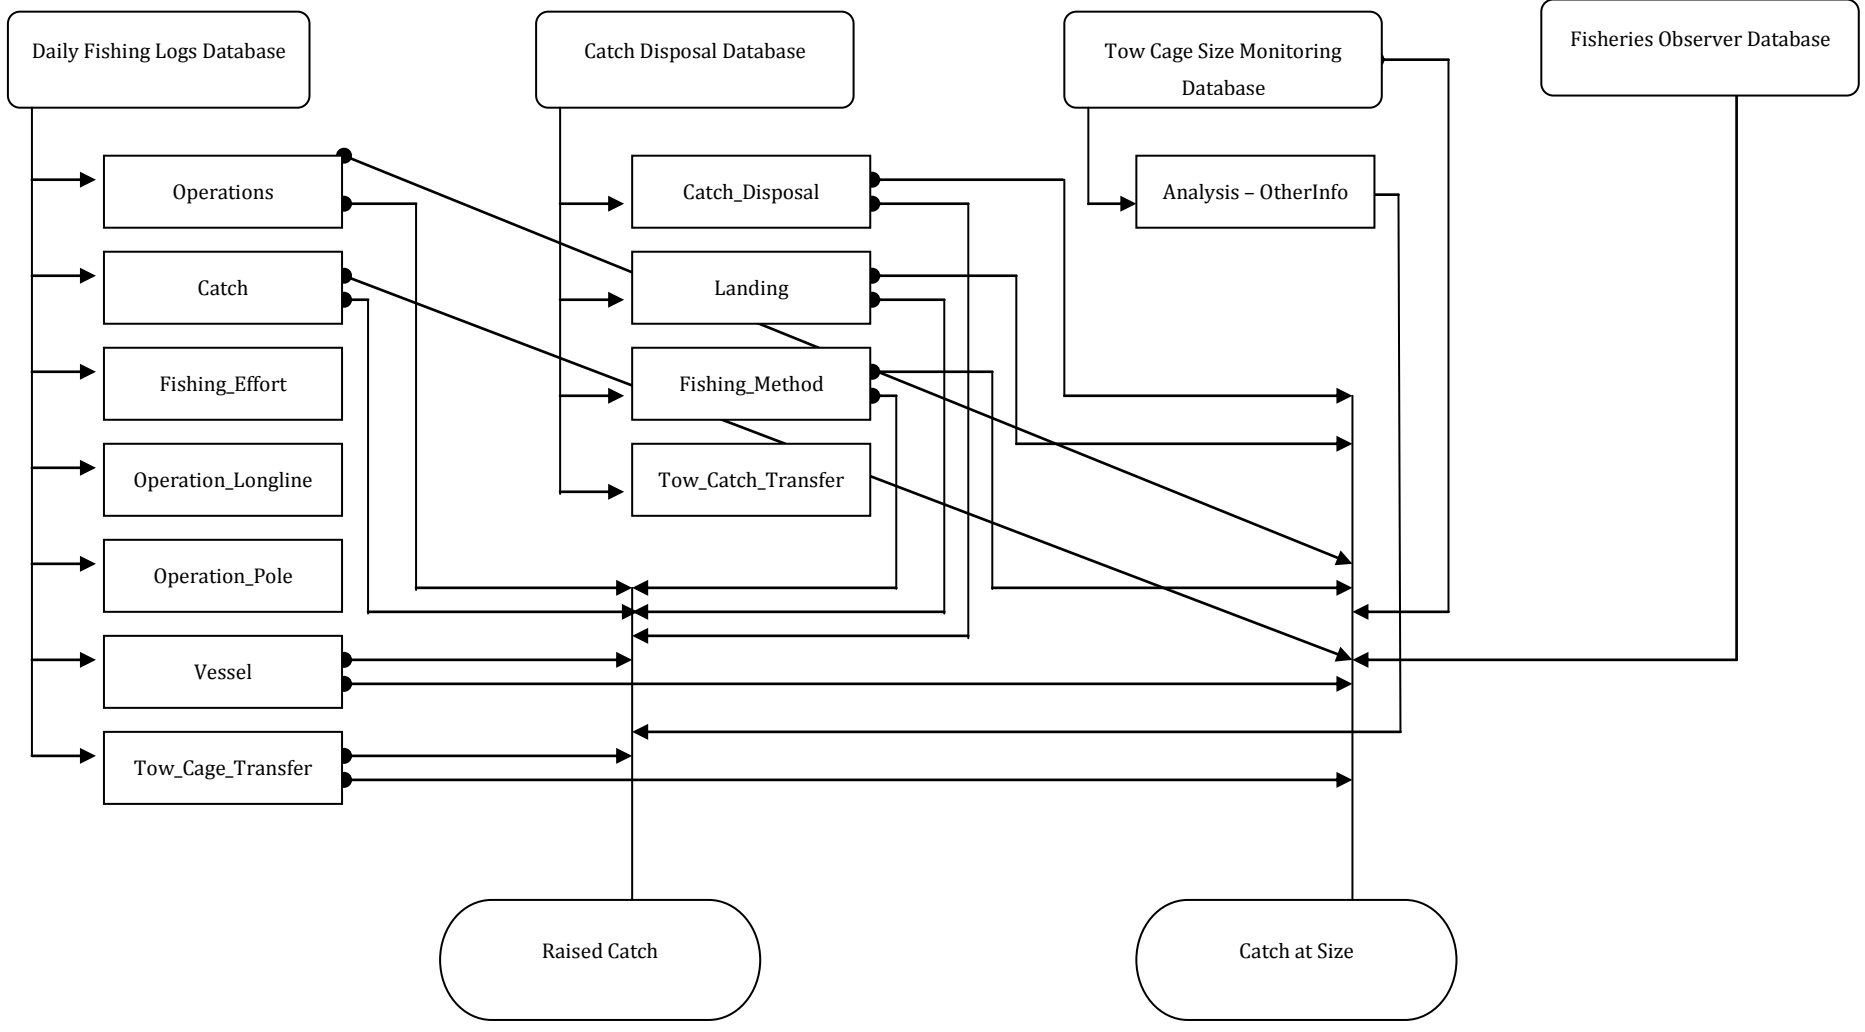 Daily Fishing Logs Database
Catch Disposal Database
Tow Cage Size Monitoring
Database
Fisheries Observer Database
Operations
Catch
Fishing_Effort
Operation_Longline
Operation_Pole
Vessel
Tow_Cage_Transfer
Catch_Disposal
Landing
Fishing_Method
Tow_Catch_Transfer
Analysis – OtherInfo
Raised Catch
Catch at Size